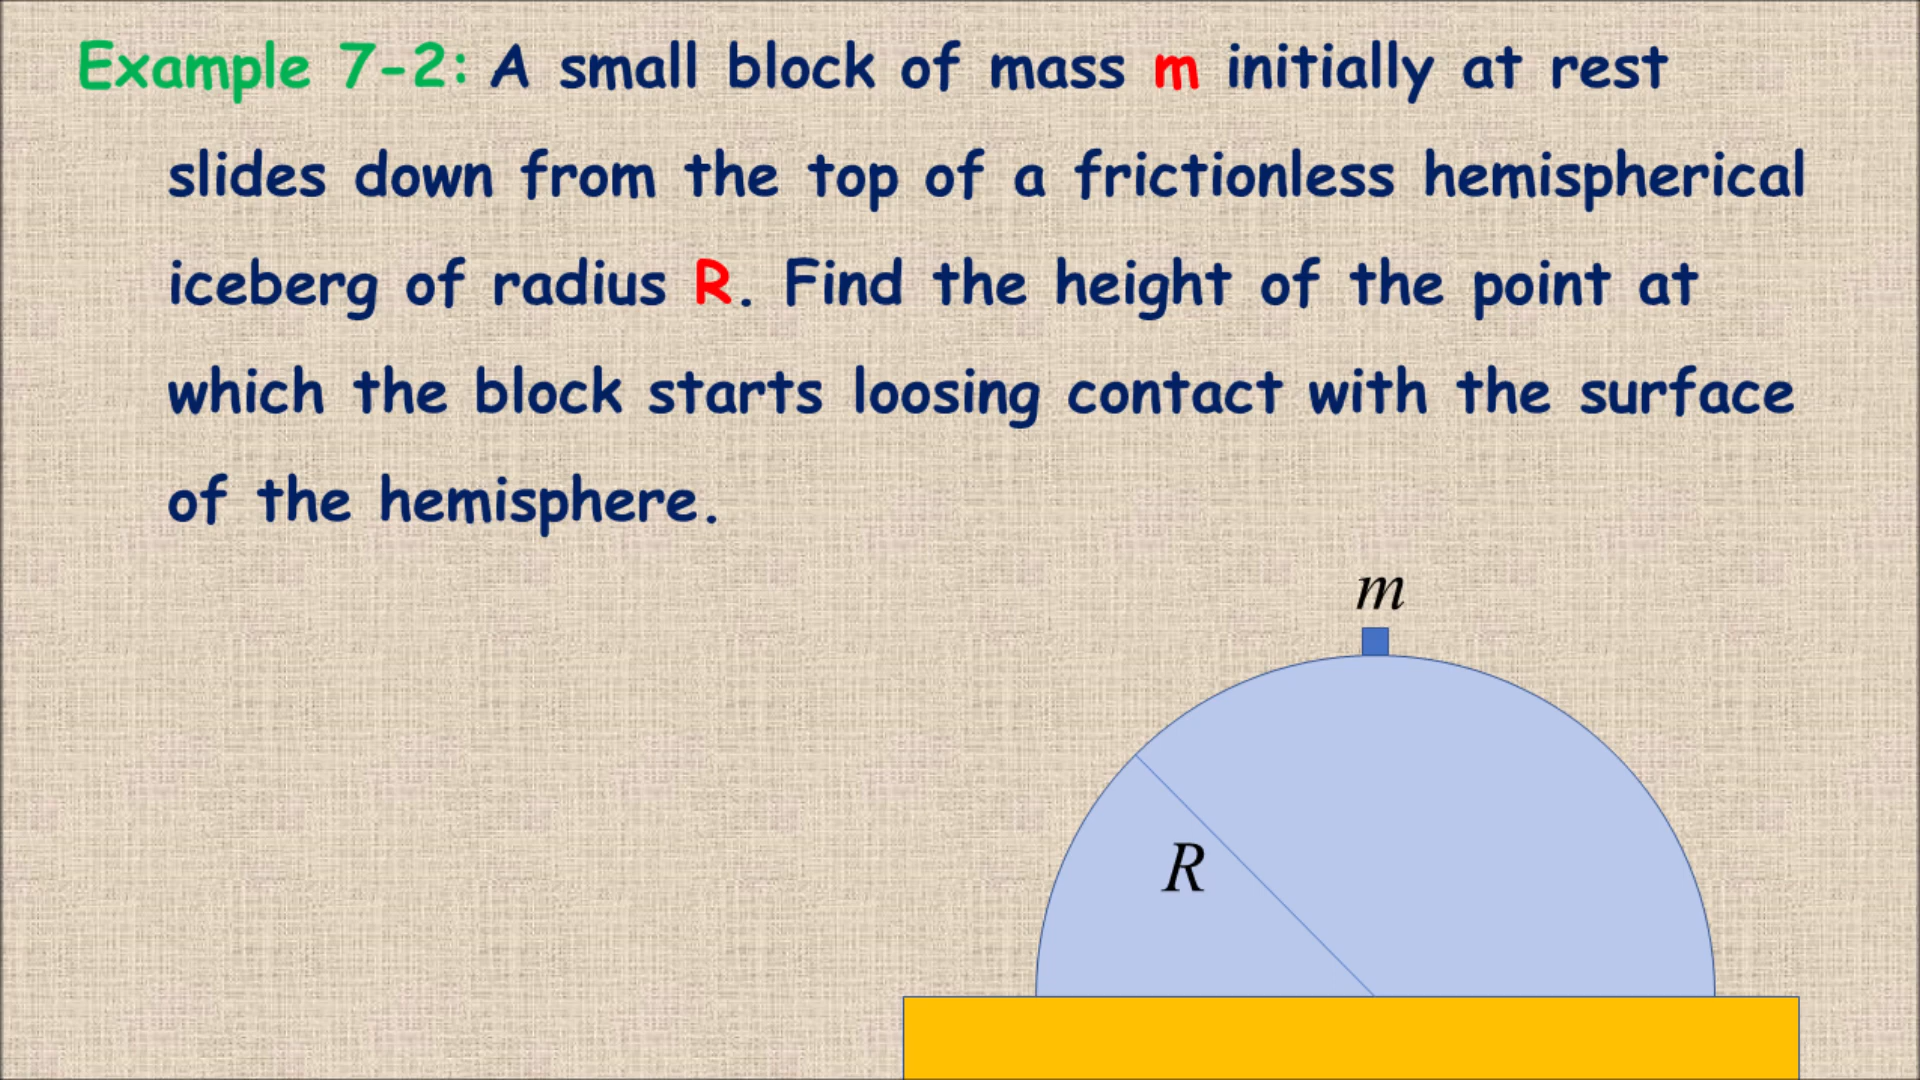 Example 7-2: A small block of mass m initially at rest
slides down from the top of a frictionless hemispherical
iceberg of radius R. Find the height of the point at
which the block starts loosing contact with the surface
of the hemisphere.
m
R